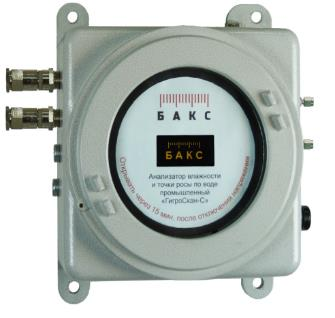 БАКС
БАКС
Анализатор влажности
и точки росы по воде
промышленный
«ГигроСкан-С»
Открывать через 15 мин. после отключения напряжения